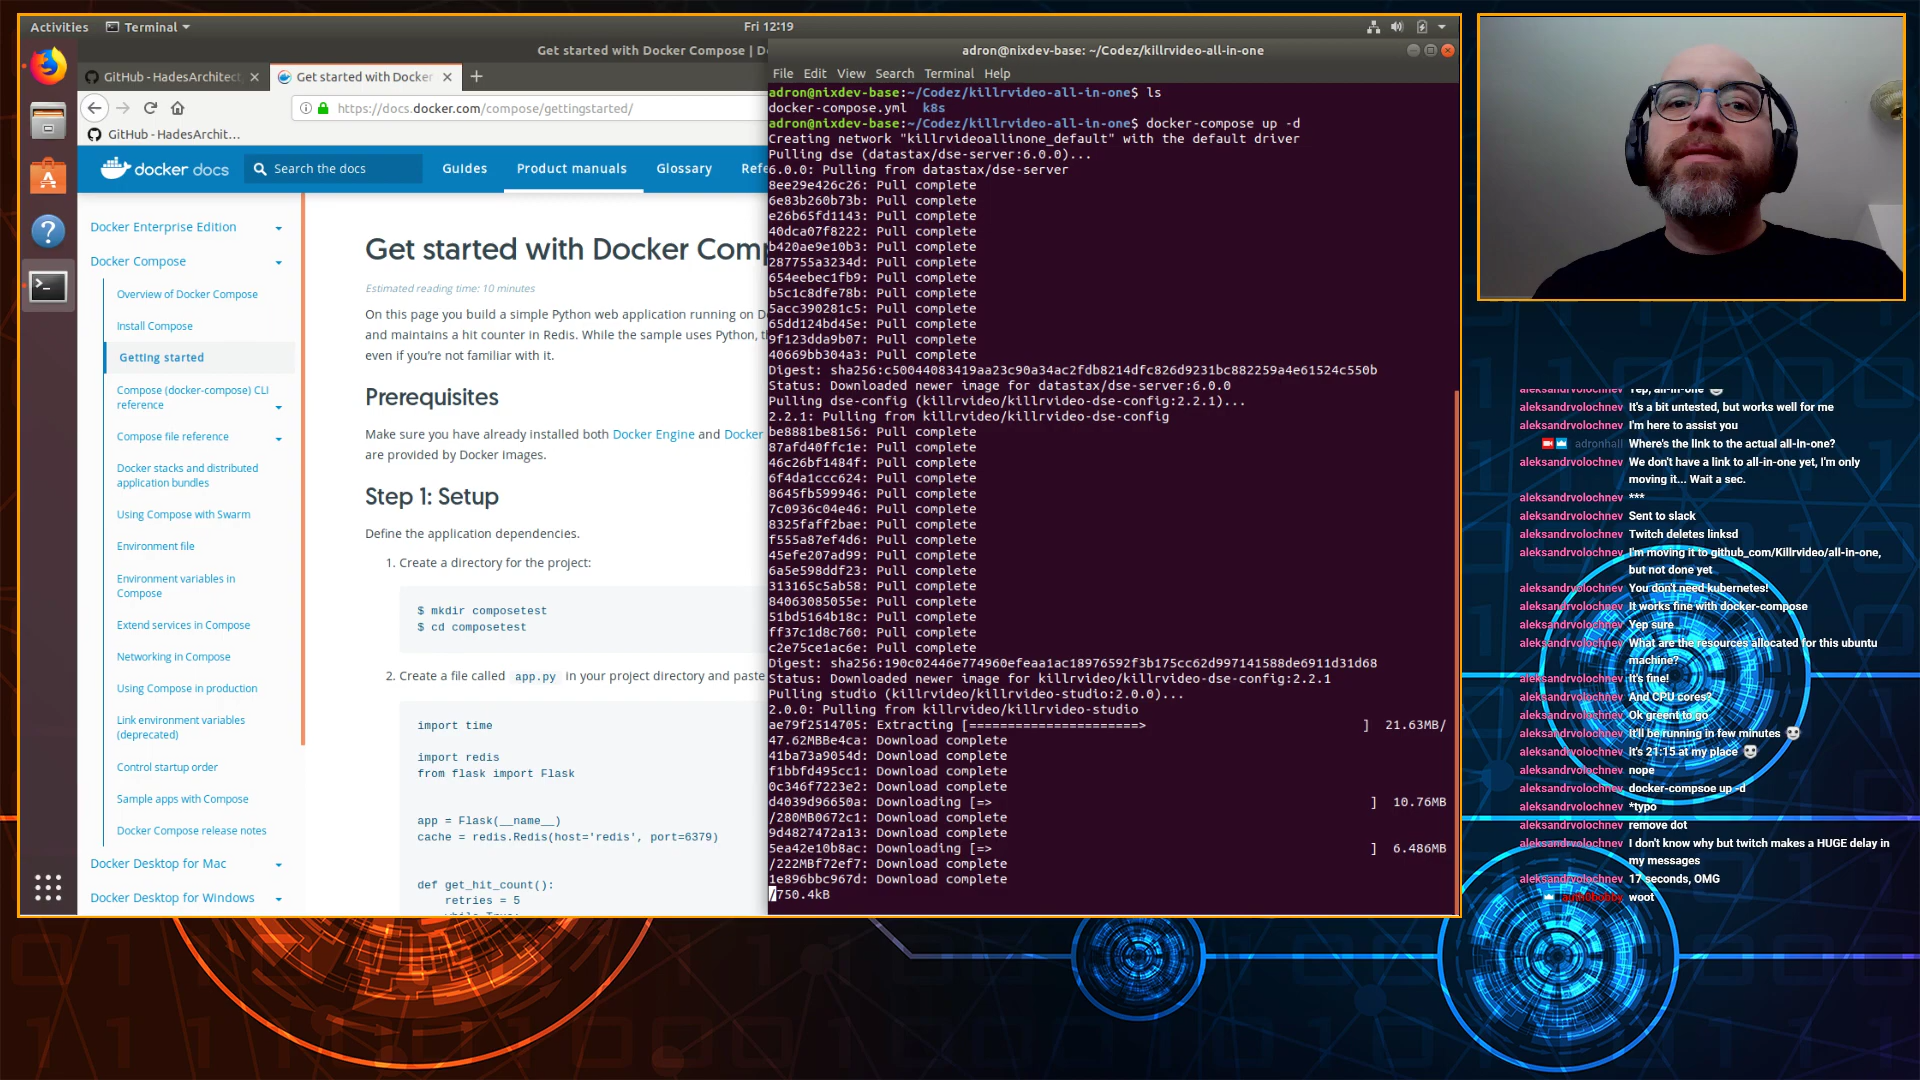 Activities
Terminal
Fri 12:19
Get started with Docker Compose | D
GitHub - HadesArchitect
Get started with Docker
https://docs.docker.com/compose/gettingstarted/
GitHub - HadesArchit…
docker docs
Search the docs
Guides
Product manuals
Glossary
Refe
Docker Enterprise Edition
Docker Compose
Overview of Docker Compose
Install Compose
Getting started
Compose (docker-compose) CLI
reference
Compose file reference
Docker stacks and distributed
application bundles
Using Compose with Swarm
Environment file
Environment variables in
Compose
Extend services in Compose
Networking in Compose
Using Compose in production
Link environment variables
(deprecated)
Control startup order
Sample apps with Compose
Docker Compose release notes
Docker Desktop for Mac
Docker Desktop for Windows
Get started with Docker Comp
Estimated reading time: 10 minutes
On this page you build a simple Python web application running on D
and maintains a hit counter in Redis. While the sample uses Python, th
even if you're not familiar with it.
Prerequisites
Make sure you have already installed both Docker Engine and Docker
are provided by Docker images.
Step 1: Setup
Define the application dependencies.
1. Create a directory for the project:
$ mkdir composetest
$ cd composetest
2. Create a file called app.py in your project directory and paste
import time
import redis
from flask import Flask
app = Flask(__name__)
cache = redis.Redis(host='redis', port=6379)
def get_hit_count():
retries = 5
adron@nixdev-base: ~/Codez/killrvideo-all-in-one
File Edit View Search Terminal Help
adron@nixdev-base:~/Codez/killrvideo-all-in-one$ ls
docker-compose.yml k8s
adron@nixdev-base:~/Codez/killrvideo-all-in-one$ docker-compose up -d
Creating network "killrvideoallinone_default" with the default driver
Pulling dse (datastax/dse-server:6.0.0)...
6.0.0: Pulling from datastax/dse-server
8ee29e426c26: Pull complete
6e83b260b73b: Pull complete
e26b65fd1143: Pull complete
40dca07f8222: Pull complete
b420ae9e10b3: Pull complete
287755a3234d: Pull complete
654eebec1fb9: Pull complete
b5c1c8dfe78b: Pull complete
5acc390281c5: Pull complete
65dd124bd45e: Pull complete
9f123dda9b07: Pull complete
40669bb304a3: Pull complete
Digest: sha256:c50044083419aa23c90a34ac2fdb8214dfc826d9231bc882259a4e61524c550b
Status: Downloaded newer image for datastax/dse-server:6.0.0
Pulling dse-config (killrvideo/killrvideo-dse-config:2.2.1)...
2.2.1: Pulling from killrvideo/killrvideo-dse-config
be8881be8156: Pull complete
87afd40ffc1e: Pull complete
46c26bf1484f: Pull complete
6f4da1ccc624: Pull complete
8645fb599946: Pull complete
7c0936c04e46: Pull complete
8325faff2bae: Pull complete
f555a87ef4d6: Pull complete
45efe207ad99: Pull complete
6a5e598ddf23: Pull complete
313165c5ab58: Pull complete
84063085055e: Pull complete
51bd5164b18c: Pull complete
ff37c1d8c760: Pull complete
c2e75ce1ac6e: Pull complete
Digest: sha256:190c02446e774960efeaa1ac18976592f3b175cc62d997141588de6911d31d68
Status: Downloaded newer image for killrvideo/killrvideo-dse-config:2.2.1
Pulling studio (killrvideo/killrvideo-studio:2.0.0)...
2.0.0: Pulling from killrvideo/killrvideo-studio
ae79f2514705: Extracting [======================> ] 21.63MB/
47.62MBBe4ca: Download complete
41ba73a9054d: Download complete
f1bbfd495cc1: Download complete
0c346f7223e2: Download complete
d4039d96650a: Downloading [=> ] 10.76MB
/280MB0672c1: Download complete
9d4827472a13: Download complete
5ea42e10b8ac: Downloading [=> ] 6.486MB
/222MBf72ef7: Download complete
1e896bbc967d: Download complete
/750.4kB
aleksandrvolochnev Yep, all-in-one
aleksandrvolochnev It's a bit untested, but works well for me
aleksandrvolochnev I'm here to assist you
adronhall Where's the link to the actual all-in-one?
aleksandrvolochnev We don't have a link to all-in-one yet, I'm only
moving it... Wait a sec.
aleksandrvolochnev ***
aleksandrvolochnev Sent to slack
aleksandrvolochnev Twitch deletes linksd
aleksandrvolochnev I'm moving it to github_com/Killrvideo/all-in-one,
but not done yet
aleksandrvolochnev You don't need kubernetes!
aleksandrvolochnev It works fine with docker-compose
aleksandrvolochnev Yep sure
aleksandrvolochnev What are the resources allocated for this ubuntu
machine?
aleksandrvolochnev It's fine!
aleksandrvolochnev And CPU cores?
aleksandrvolochnev Ok greent to go
aleksandrvolochnev It'll be running in few minutes
aleksandrvolochnev It's 21:15 at my place
aleksandrvolochnev nope
aleksandrvolochnev docker-compsoe up -d
aleksandrvolochnev *typo
aleksandrvolochnev remove dot
aleksandrvolochnev I don't know why but twitch makes a HUGE delay in
my messages
aleksandrvolochnev 17 seconds, OMG
woot